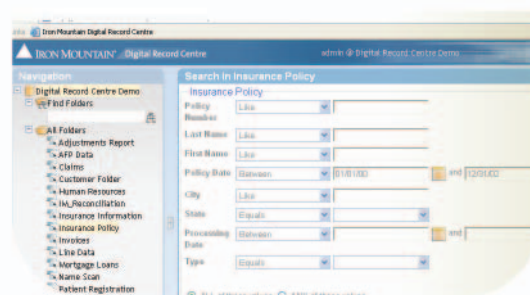 Iron Mountain Digital Record Centre
IRON MOUNTAIN Digital Record Centre
admin @ Digital Record Centre Demo
Navigation
Digital Record Centre Demo
Find Folders
All Folders
Adjustments Report
AFP Data
Claims
Customer Folder
Human Resources
IM_Reconciliation
Insurance Information
Insurance Policy
Invoices
Line Data
Mortgage Loans
Name Scan
Patient Registration
Search in Insurance Policy
Insurance Policy
Policy Number Like
Last Name Like
First Name Like
Policy Date Between 01/01/00 and 12/01/00
City Like
State Equals
Processing Date Between and
Type Equals